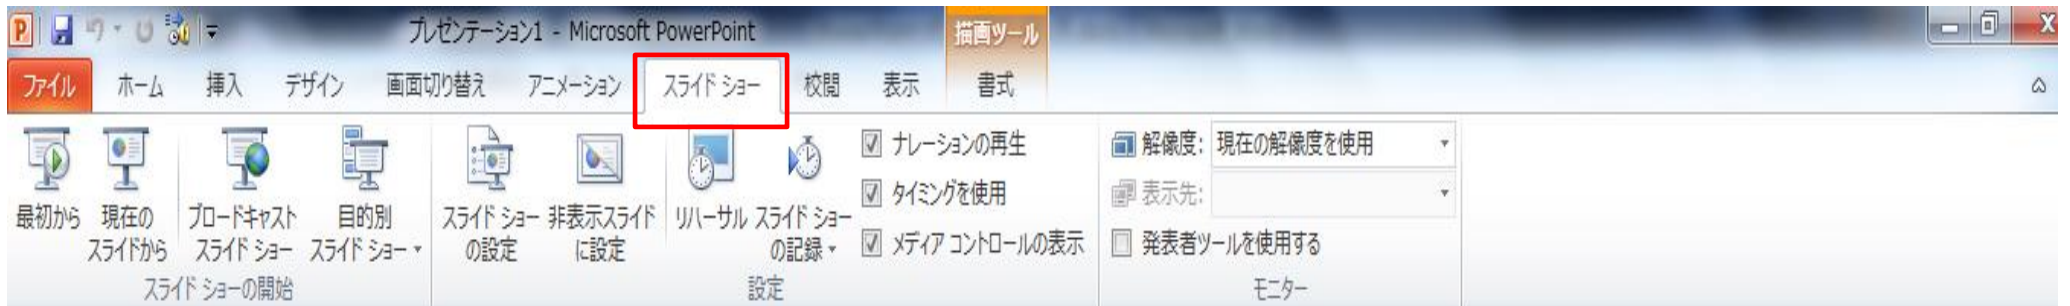 プレゼンテーション1 - Microsoft PowerPoint
描画ツール
ファイル ホーム 挿入 デザイン 画面切り替え アニメーション スライド ショー 校閲 表示 書式
最初から
現在の
スライドから
ブロードキャスト
スライド ショー
目的別
スライド ショー
スライド ショーの開始
スライド ショー
の設定
非表示スライド
に設定
リハーサル
スライド ショー
の記録
ナレーションの再生
タイミングを使用
メディア コントロールの表示
設定
解像度: 現在の解像度を使用
表示先:
発表者ツールを使用する
モニター